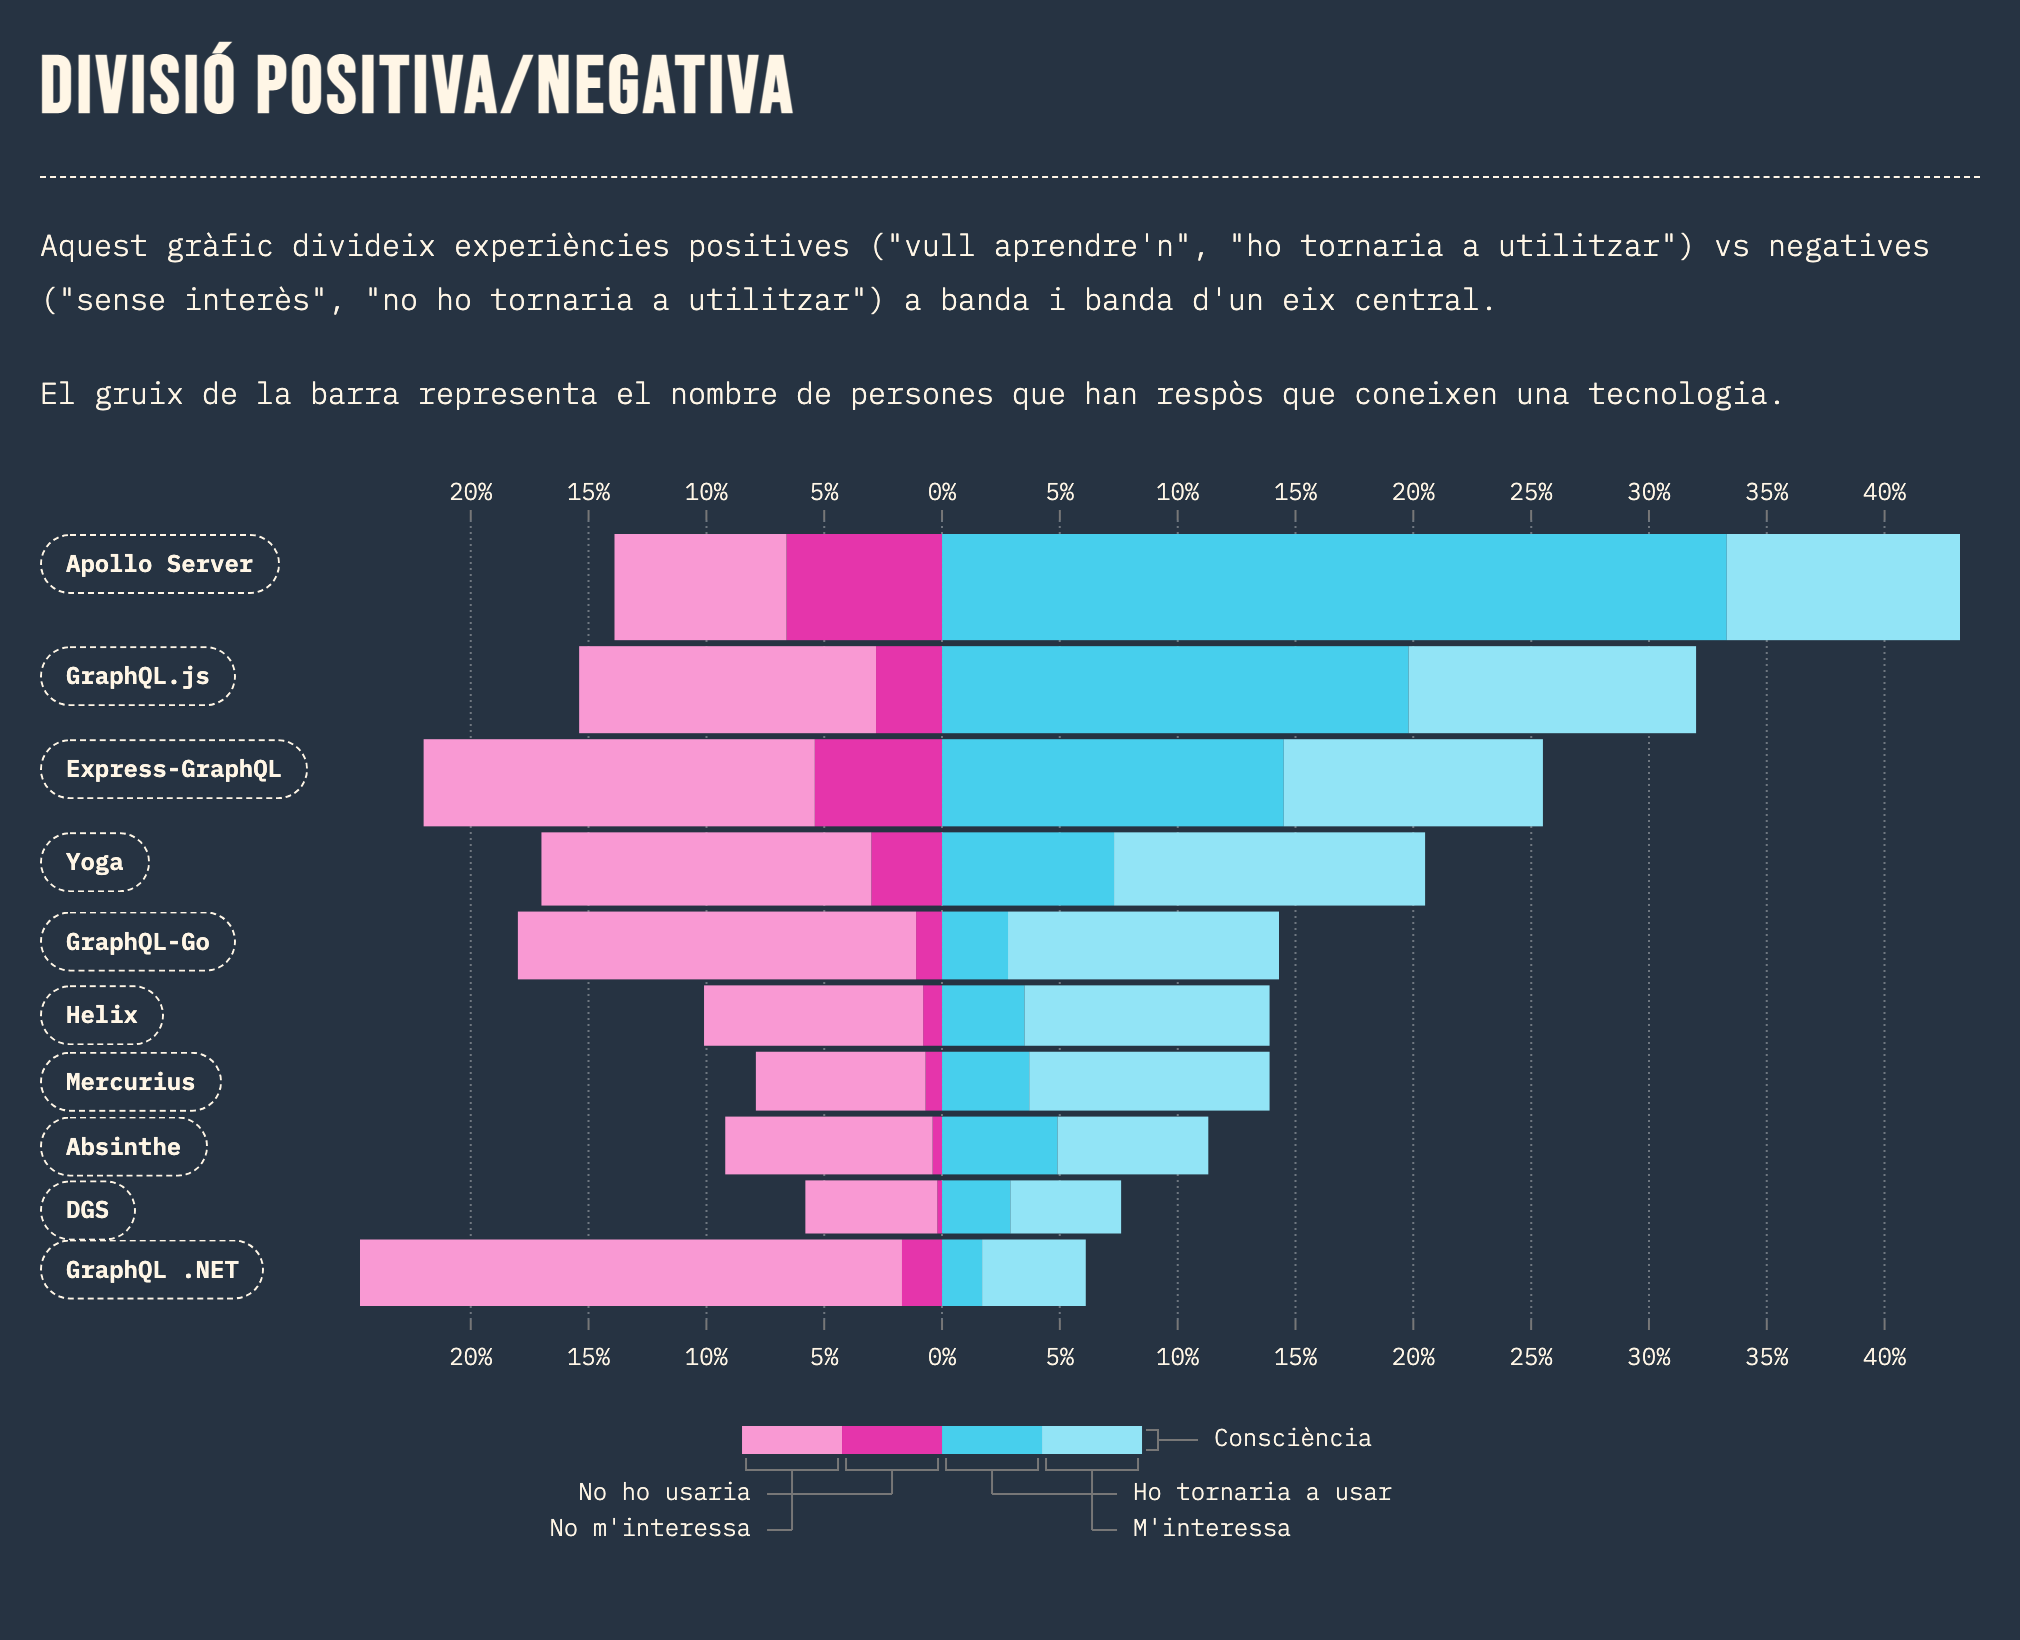 DIVISIÓ POSITIVA/NEGATIVA
Aquest gràfic divideix experiències positives ("vull aprendre'n", "ho tornaria a utilitzar") vs negatives
("sense interès", "no ho tornaria a utilitzar") a banda i banda d'un eix central.
El gruix de la barra representa el nombre de persones que han respòs que coneixen una tecnologia.
20% 15% 10% 5% 0% 5% 10% 15% 20% 25% 30% 35% 40%
Apollo Server
GraphQL.js
Express-GraphQL
Yoga
GraphQL-Go
Helix
Mercurius
Absinthe
DGS
GraphQL .NET
20% 15% 10% 5% 0% 5% 10% 15% 20% 25% 30% 35% 40%
Consciència
No ho usaria
Ho tornaria a usar
No m'interessa
M'interessa